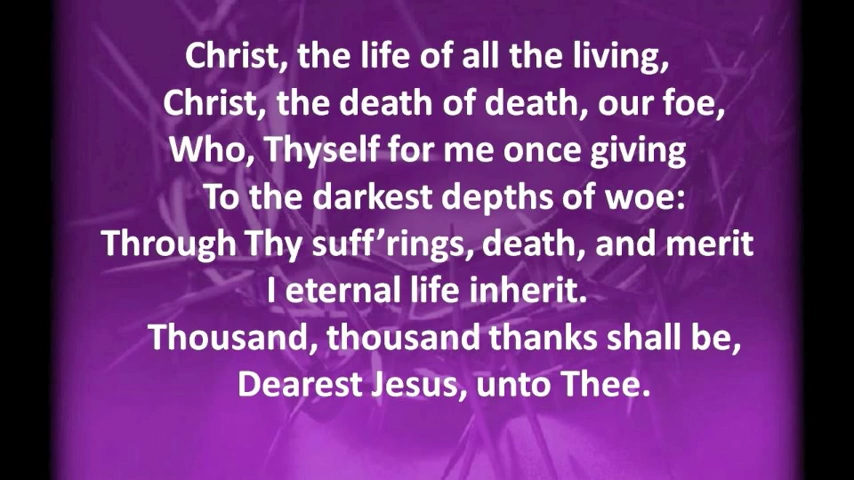 Christ, the life of all the living,
Christ, the death of death, our foe,
Who, Thyself for me once giving
To the darkest depths of woe:
Through Thy suff’rings, death, and merit
I eternal life inherit.
Thousand, thousand thanks shall be,
Dearest Jesus, unto Thee.